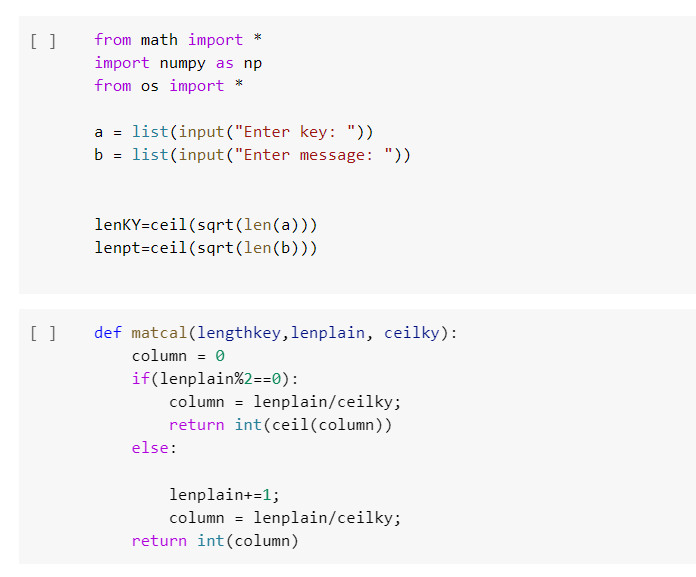 [ ] from math import *
import numpy as np
from os import *
a = list(input("Enter key: "))
b = list(input("Enter message: "))
lenKY=ceil(sqrt(len(a)))
lenpt=ceil(sqrt(len(b)))
[ ] def matcal(lengthkey,lenplain, ceilky):
    column = 0
    if(lenplain%2==0):
        column = lenplain/ceilky;
        return int(ceil(column))
    else:
        lenplain+=1;
        column = lenplain/ceilky;
    return int(column)